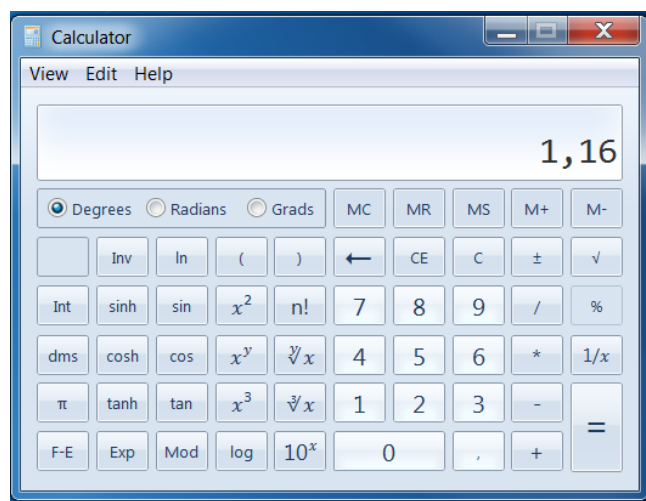 Calculator
View Edit Help
1,16
Degrees Radians Grads MC MR MS M+ M-
Inv ln ( ) ← CE C ± √
Int sinh sin x² n! 7 8 9 / %
dms cosh cos xʸ ʸ√x 4 5 6 * 1/x
π tanh tan x³ ³√x 1 2 3 - =
F-E Exp Mod log 10ˣ 0 , +